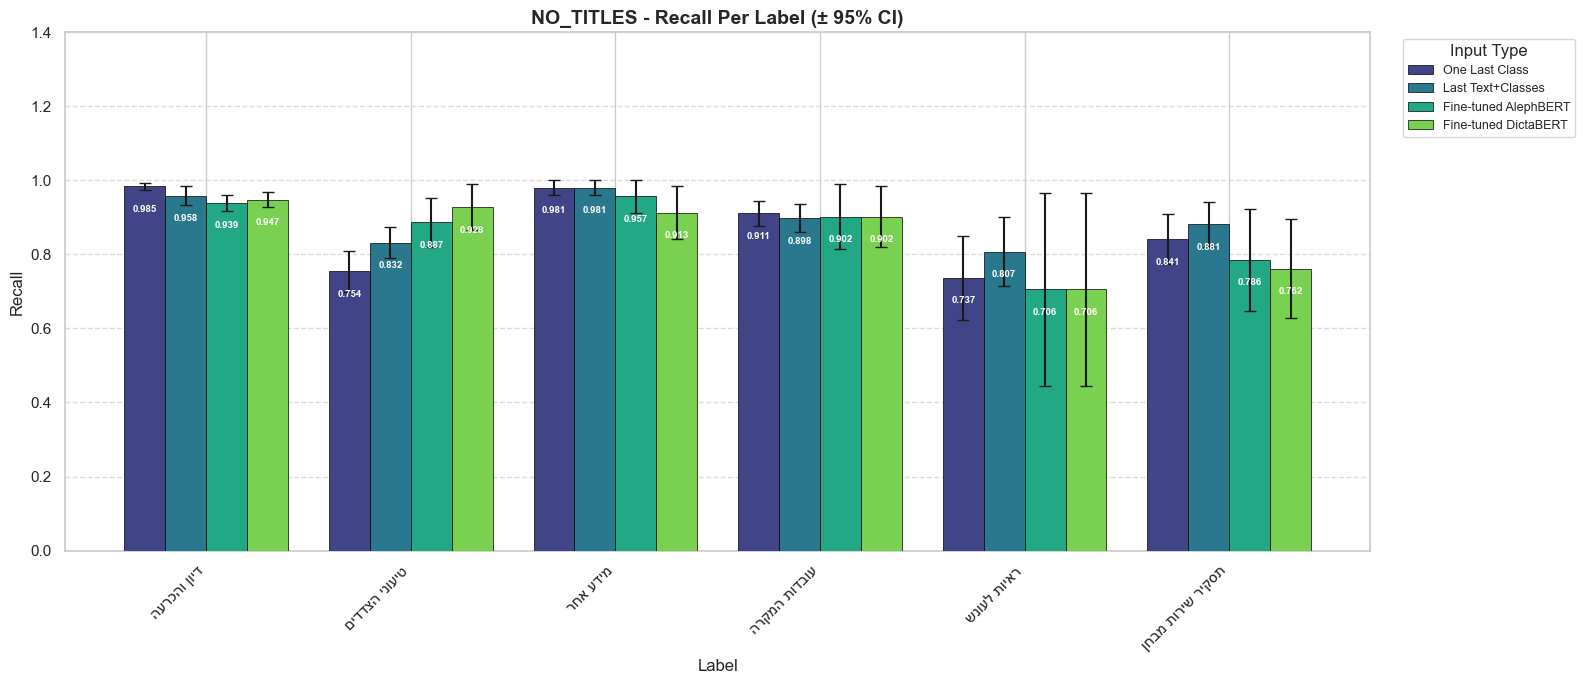 NO_TITLES - Recall Per Label (± 95% CI)
Input Type
One Last Class
Last Text+Classes
Fine-tuned AlephBERT
Fine-tuned DictaBERT
Recall
1.4
1.2
1.0
0.8
0.6
0.4
0.2
0.0
0.985
0.958
0.939
0.947
0.754
0.832
0.887
0.928
0.981
0.981
0.957
0.913
0.911
0.898
0.902
0.902
0.737
0.807
0.706
0.706
0.841
0.881
0.786
0.762
דיון והכרעה
טיעוני הצדדים
מידע אחר
עובדות המקרה
ראיות לעונש
תסקיר שירות מבחן
Label